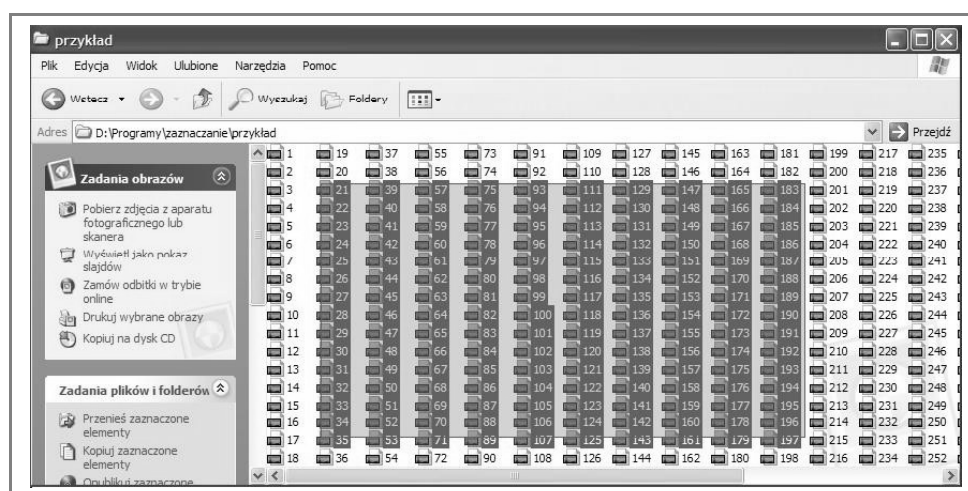 przykład
Plik Edycja Widok Ulubione Narzędzia Pomoc
Wstecz Wyszukaj Foldery
Adres D:\Programy\zaznaczanie\przykład Przejdź
Zadania obrazów
Pobierz zdjęcia z aparatu
fotograficznego lub
skanera
Wyświetl jako pokaz
slajdów
Zamów odbitki w trybie
online
Drukuj wybrane obrazy
Kopiuj na dysk CD
Zadania plików i folderów
Przenieś zaznaczone
elementy
Kopiuj zaznaczone
elementy
Opublikuj zaznaczone
1 19 37 55 73 91 109 127 145 163 181 199 217 235
2 20 38 56 74 92 110 128 146 164 182 200 218 236
3 21 39 57 75 93 111 129 147 165 183 201 219 237
4 22 40 58 76 94 112 130 148 166 184 202 220 238
5 23 41 59 77 95 113 131 149 167 185 203 221 239
6 24 42 60 78 96 114 132 150 168 186 204 222 240
7 25 43 61 79 97 115 133 151 169 187 205 223 241
8 26 44 62 80 98 116 134 152 170 188 206 224 242
9 27 45 63 81 99 117 135 153 171 189 207 225 243
10 28 46 64 82 100 118 136 154 172 190 208 226 244
11 29 47 65 83 101 119 137 155 173 191 209 227 245
12 30 48 66 84 102 120 138 156 174 192 210 228 246
13 31 49 67 85 103 121 139 157 175 193 211 229 247
14 32 50 68 86 104 122 140 158 176 194 212 230 248
15 33 51 69 87 105 123 141 159 177 195 213 231 249
16 34 52 70 88 106 124 142 160 178 196 214 232 250
17 35 53 71 89 107 125 143 161 179 197 215 233 251
18 36 54 72 90 108 126 144 162 180 198 216 234 252